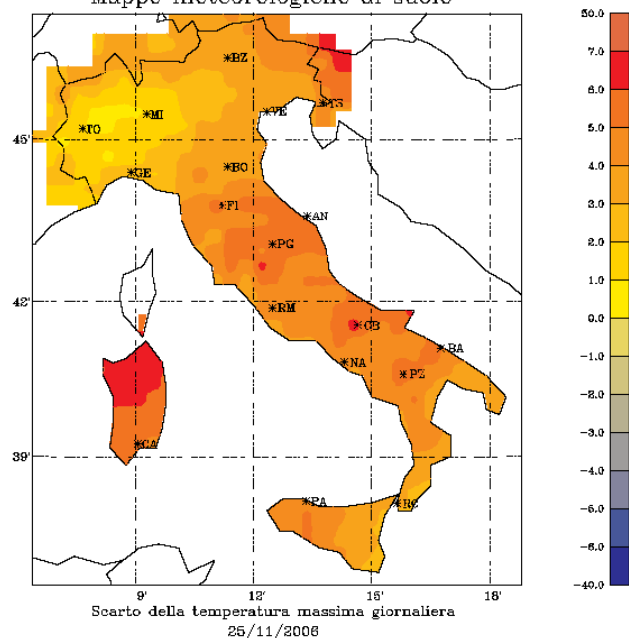 Mappe meteorologiche al suolo
50.0
7.0
*BZ
6.0
*TS
*MI
*VE
5.0
*TO
45'
4.0
*BO
*GE
3.0
*FI
*AN
2.0
*PG
1.0
42'
*RM
0.0
*CB
*BA
-1.0
*NA
*PZ
-2.0
-3.0
*CA
39'
-4.0
*PA
*RC
-5.0
-6.0
-40.0
9'
12'
15'
18'
Scarto della temperatura massima giornaliera
25/11/2006